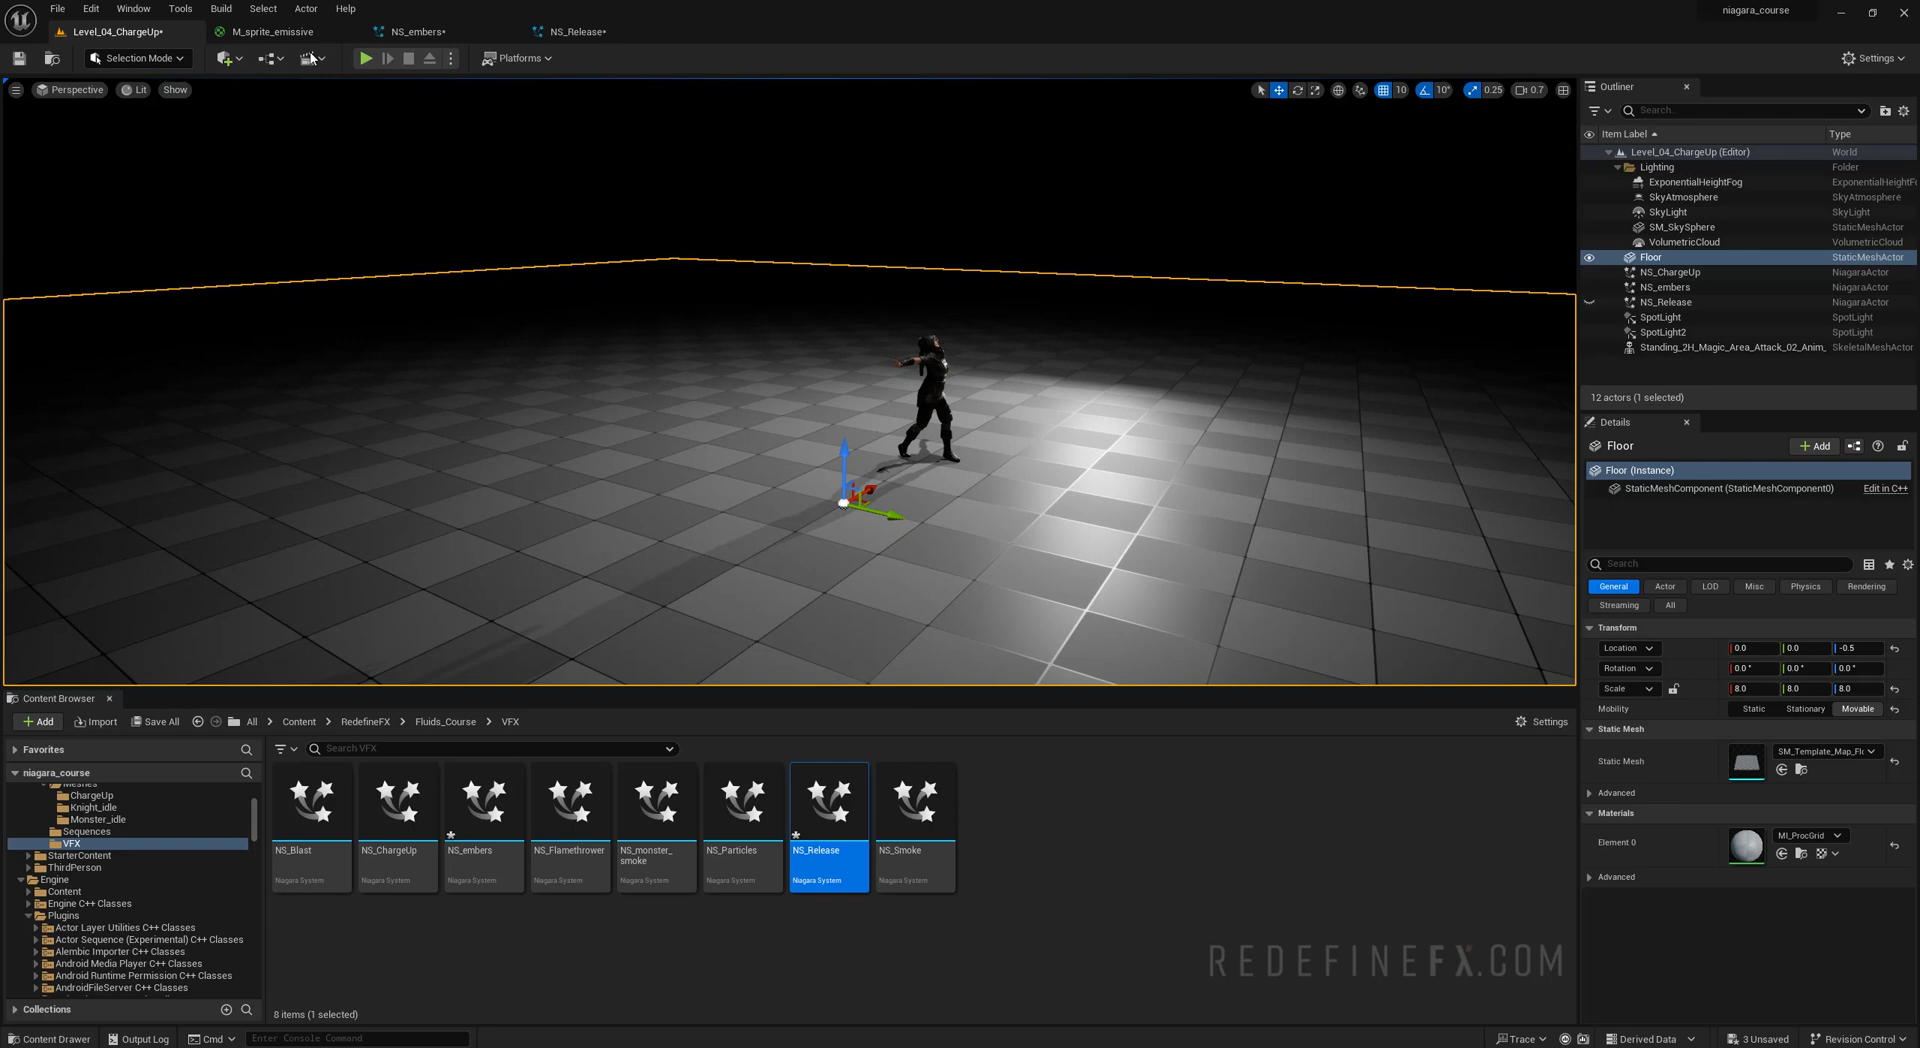 File Edit Window Tools Build Select Actor Help
niagara_course
Level_04_ChargeUp• M_sprite_emissive NS_embers• NS_Release•
Selection Mode Platforms Settings
Perspective Lit Show 10 10° 0.25 0.7
Outliner
Search...
Item Label Type
Level_04_ChargeUp (Editor) World
Lighting Folder
ExponentialHeightFog ExponentialHeightFo
SkyAtmosphere SkyAtmosphere
SkyLight SkyLight
SM_SkySphere StaticMeshActor
VolumetricCloud VolumetricCloud
Floor StaticMeshActor
NS_ChargeUp NiagaraActor
NS_embers NiagaraActor
NS_Release NiagaraActor
SpotLight SpotLight
SpotLight2 SpotLight
Standing_2H_Magic_Area_Attack_02_Anim_ SkeletalMeshActor
12 actors (1 selected)
Details
Floor Add
Floor (Instance)
StaticMeshComponent (StaticMeshComponent0) Edit in C++
Search
General Actor LOD Misc Physics Rendering
Streaming All
Transform
Location 0.0 0.0 -0.5
Rotation 0.0 ° 0.0 ° 0.0 °
Scale 8.0 8.0 8.0
Mobility Static Stationary Movable
Static Mesh
Static Mesh SM_Template_Map_Flo
Advanced
Materials
Element 0 MI_ProcGrid
Advanced
Content Browser
Add Import Save All All Content RedefineFX Fluids_Course VFX Settings
Favorites
Search VFX
niagara_course
Meshes
ChargeUp
Knight_idle
Monster_idle
Sequences
VFX
StarterContent
ThirdPerson
Engine
Content
Engine C++ Classes
Plugins
Actor Layer Utilities C++ Classes
Actor Sequence (Experimental) C++ Classes
Alembic Importer C++ Classes
Android Media Player C++ Classes
Android Runtime Permission C++ Classes
AndroidFileServer C++ Classes
Collections
NS_Blast NS_ChargeUp NS_embers NS_Flamethrower NS_monster_smoke NS_Particles NS_Release NS_Smoke
Niagara System Niagara System Niagara System Niagara System Niagara System Niagara System Niagara System Niagara System
REDEFINEFX.COM
8 items (1 selected)
Content Drawer Output Log Cmd Enter Console Command Trace Derived Data 3 Unsaved Revision Control